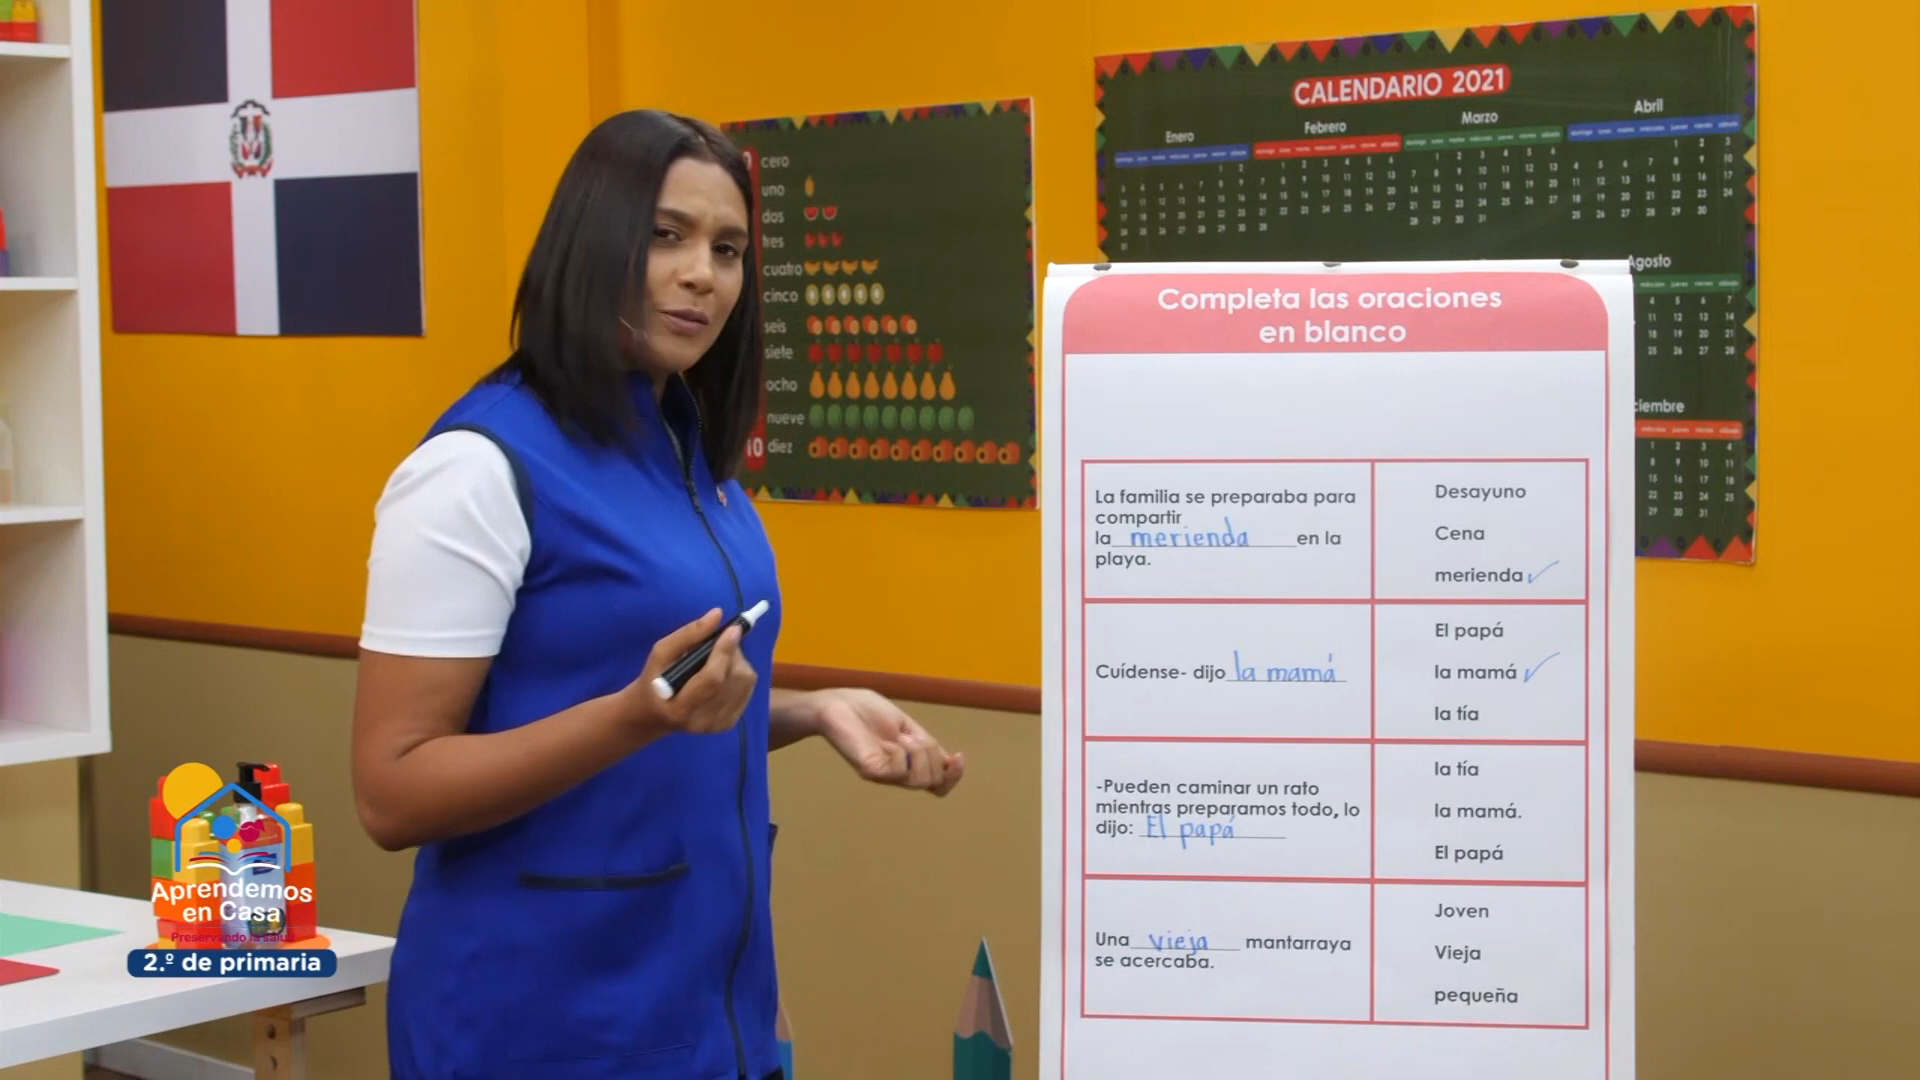 cero
uno
dos
tres
cuatro
cinco
seis
siete
ocho
nueve
10 diez
CALENDARIO 2021
Enero
Febrero
Marzo
Abril
Agosto
ciembre
Completa las oraciones
en blanco
La familia se preparaba para
compartir
la merienda en la
playa.
Desayuno
Cena
merienda
Cuídense- dijo la mamá
El papá
la mamá
la tía
-Pueden caminar un rato
mientras preparamos todo, lo
dijo: El papá
la tía
la mamá.
El papá
Una vieja mantarraya
se acercaba.
Joven
Vieja
pequeña
Aprendemos
en Casa
Preservando la salud
2.º de primaria